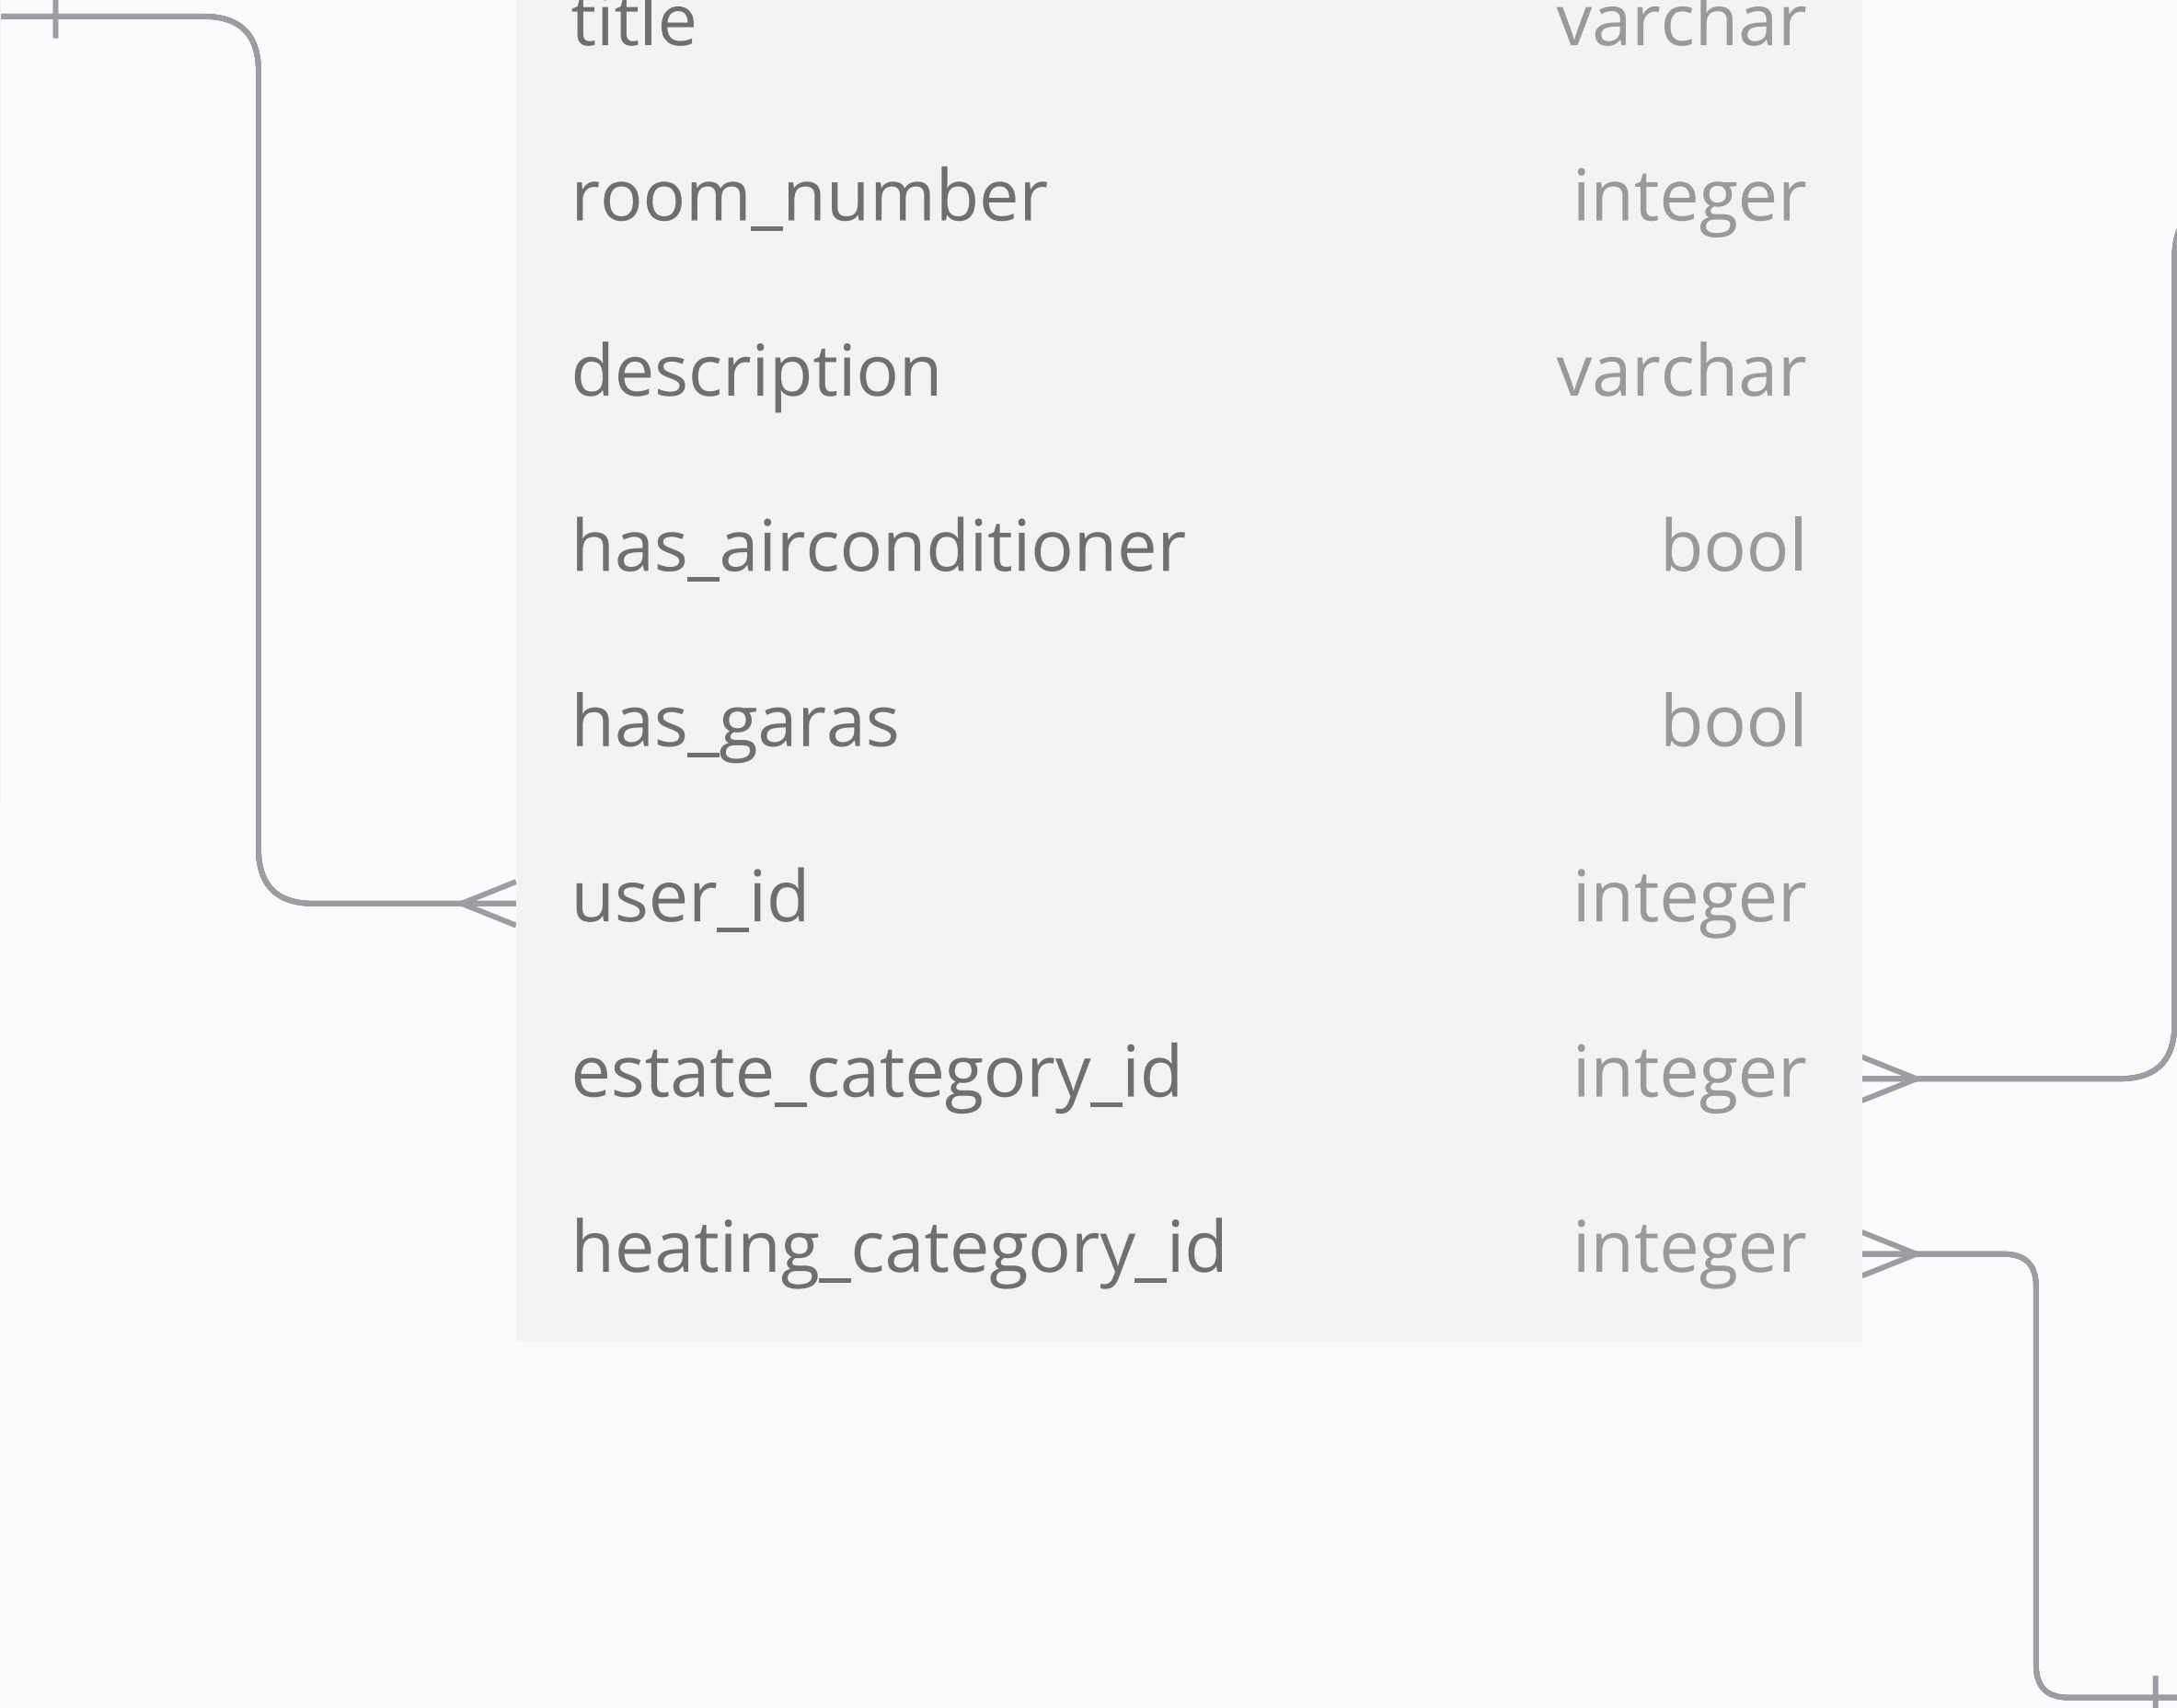 title varchar
room_number integer
description varchar
has_airconditioner bool
has_garas bool
user_id integer
estate_category_id integer
heating_category_id integer